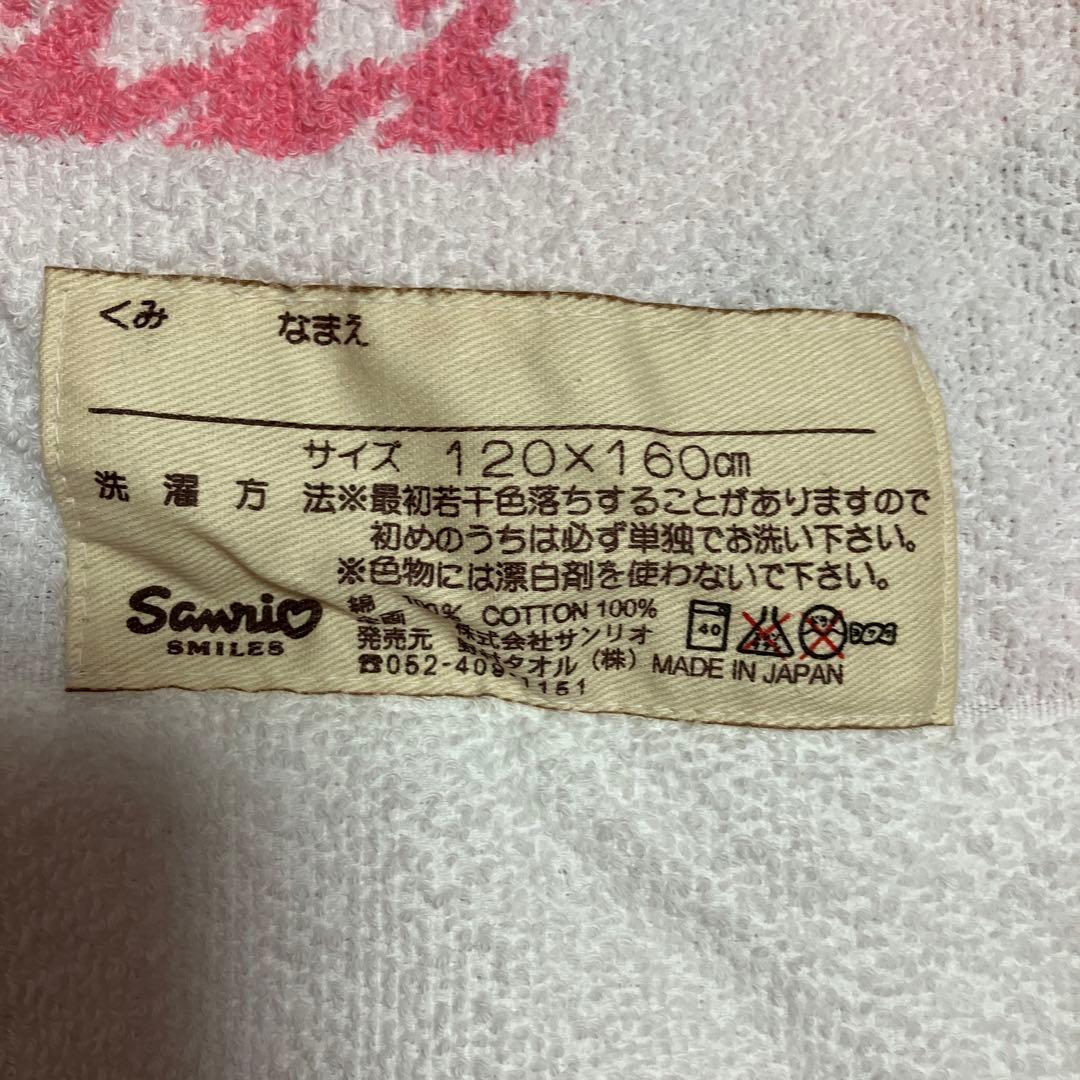 くみ なまえ
サイズ 120×160cm
洗濯方法※最初若干色落ちすることがありますので
初めのうちは必ず単独でお洗い下さい。
※色物には漂白剤を使わないで下さい。
Sanrio
SMILES
綿 100% COTTON 100%
株式会社サンリオ
発売元 タオル(株)
☎052-409-1151
40
MADE IN JAPAN